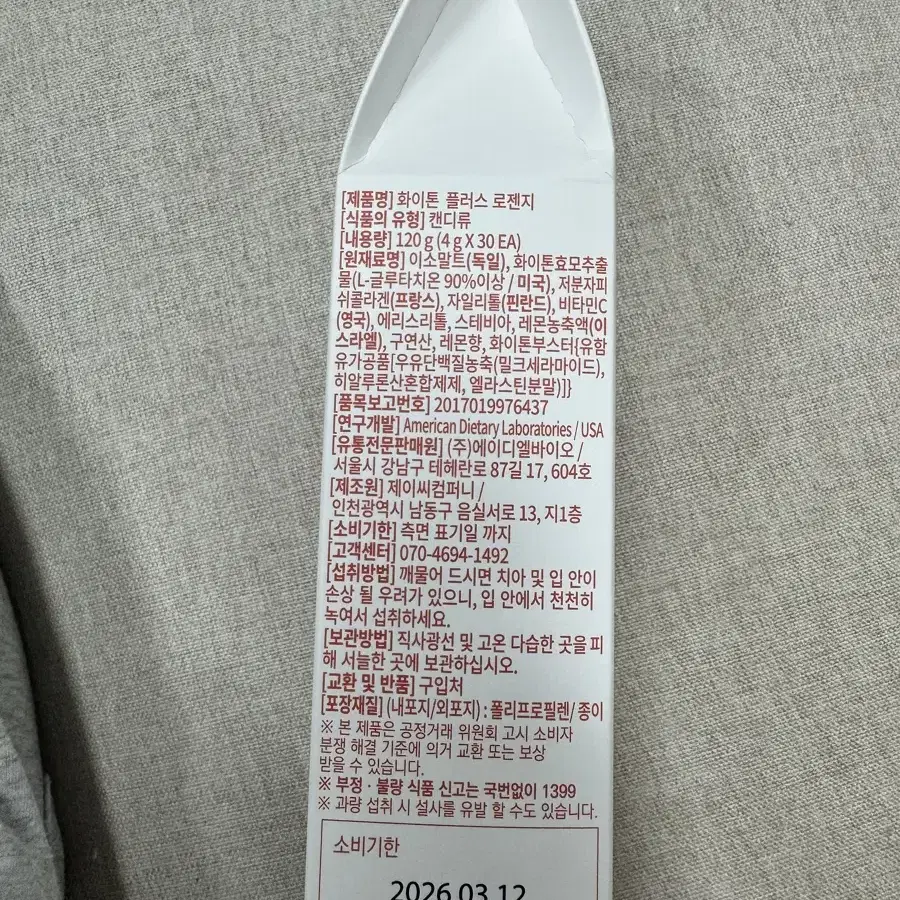 [제품명] 화이톤 플러스 로젠지
[식품의 유형] 캔디류
[내용량] 120 g (4 g X 30 EA)
[원재료명] 이소말트(독일), 화이톤효모추출
물(L-글루타치온 90%이상 / 미국), 저분자피
쉬콜라겐(프랑스), 자일리톨(핀란드), 비타민C
(영국), 에리스리톨, 스테비아, 레몬농축액(이
스라엘), 구연산, 레몬향, 화이톤부스터{유함
유가공품[우유단백질농축(밀크세라마이드),
히알루론산혼합제제, 엘라스틴분말)]}
[품목보고번호] 2017019976437
[연구개발] American Dietary Laboratories / USA
[유통전문판매원] (주)에이디엘바이오 /
서울시 강남구 테헤란로 87길 17, 604호
[제조원] 제이씨컴퍼니 /
인천광역시 남동구 음실서로 13, 지1층
[소비기한] 측면 표기일 까지
[고객센터] 070-4694-1492
[섭취방법] 깨물어 드시면 치아 및 입 안이
손상 될 우려가 있으니, 입 안에서 천천히
녹여서 섭취하세요.
[보관방법] 직사광선 및 고온 다습한 곳을 피
해 서늘한 곳에 보관하십시오.
[교환 및 반품] 구입처
[포장재질] (내포지/외포지) : 폴리프로필렌/ 종이
※ 본 제품은 공정거래 위원회 고시 소비자
분쟁 해결 기준에 의거 교환 또는 보상
받을 수 있습니다.
※ 부정 · 불량 식품 신고는 국번없이 1399
※ 과량 섭취 시 설사를 유발 할 수도 있습니다.
소비기한
2026.03.12